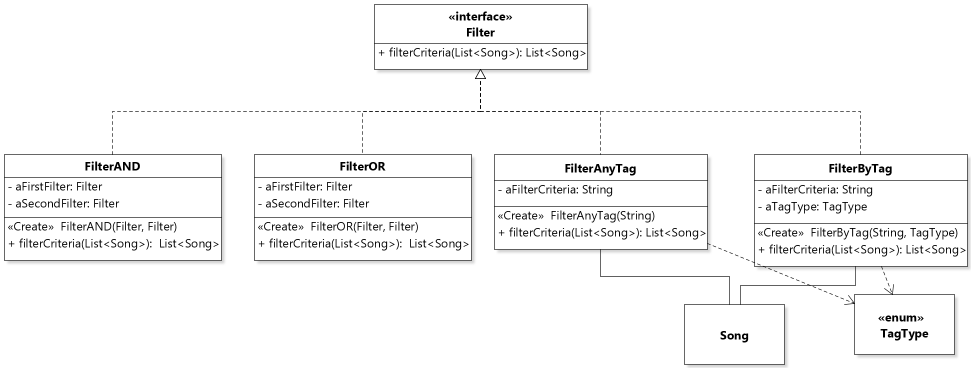 «interface»
Filter
+ filterCriteria(List<Song>): List<Song>
FilterAND
- aFirstFilter: Filter
- aSecondFilter: Filter
«Create» FilterAND(Filter, Filter)
+ filterCriteria(List<Song>): List<Song>
FilterOR
- aFirstFilter: Filter
- aSecondFilter: Filter
«Create» FilterOR(Filter, Filter)
+ filterCriteria(List<Song>): List<Song>
FilterAnyTag
- aFilterCriteria: String
«Create» FilterAnyTag(String)
+ filterCriteria(List<Song>): List<Song>
FilterByTag
- aFilterCriteria: String
- aTagType: TagType
«Create» FilterByTag(String, TagType)
+ filterCriteria(List<Song>): List<Song>
Song
«enum»
TagType